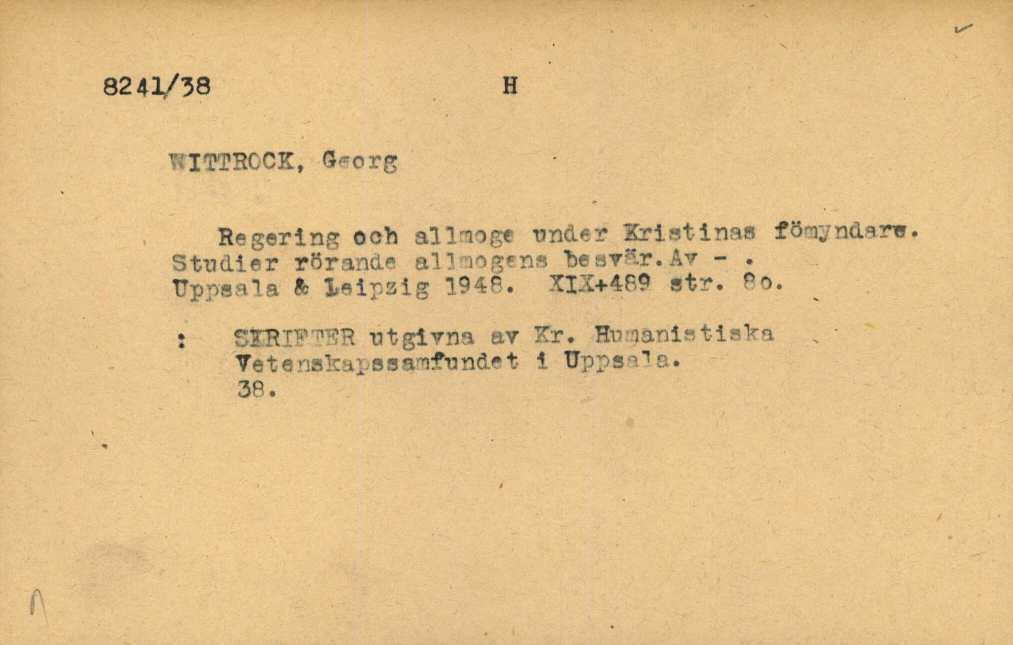 8241/38 H
WITTROCK, Georg
Regering och allmoge under Kristinas fömyndare.
Studier rörande allmogens besvär.Av - .
Uppsala & Leipzig 1948. XIX+489 str. 8o.
: SKRIFTER utgivna av Kr. Humanistiska
Vetenskapssamfundet i Uppsala.
38.